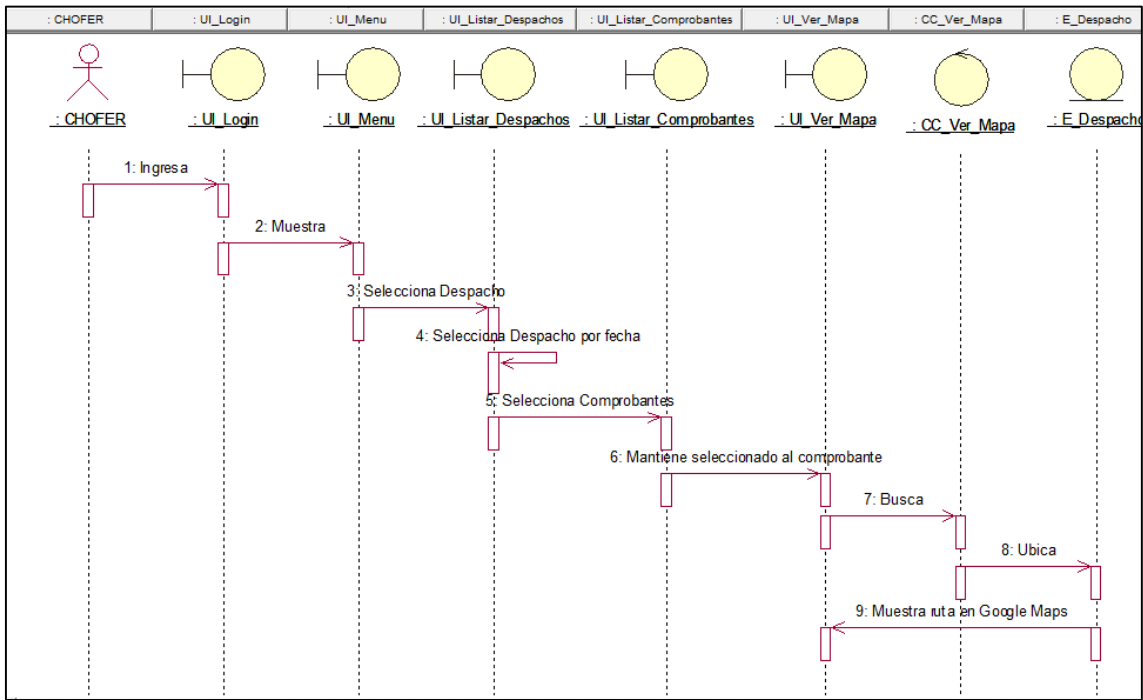 : CHOFER
: UI_Login
: UI_Menu
: UI_Listar_Despachos
: UI_Listar_Comprobantes
: UI_Ver_Mapa
: CC_Ver_Mapa
: E_Despacho
: CHOFER
: UI_Login
: UI_Menu
: UI_Listar_Despachos
: UI_Listar_Comprobantes
: UI_Ver_Mapa
: CC_Ver_Mapa
: E_Despacho
1: Ingresa
2: Muestra
3: Selecciona Despacho
4: Selecciona Despacho por fecha
5: Selecciona Comprobantes
6: Mantiene seleccionado al comprobante
7: Busca
8: Ubica
9: Muestra ruta en Google Maps